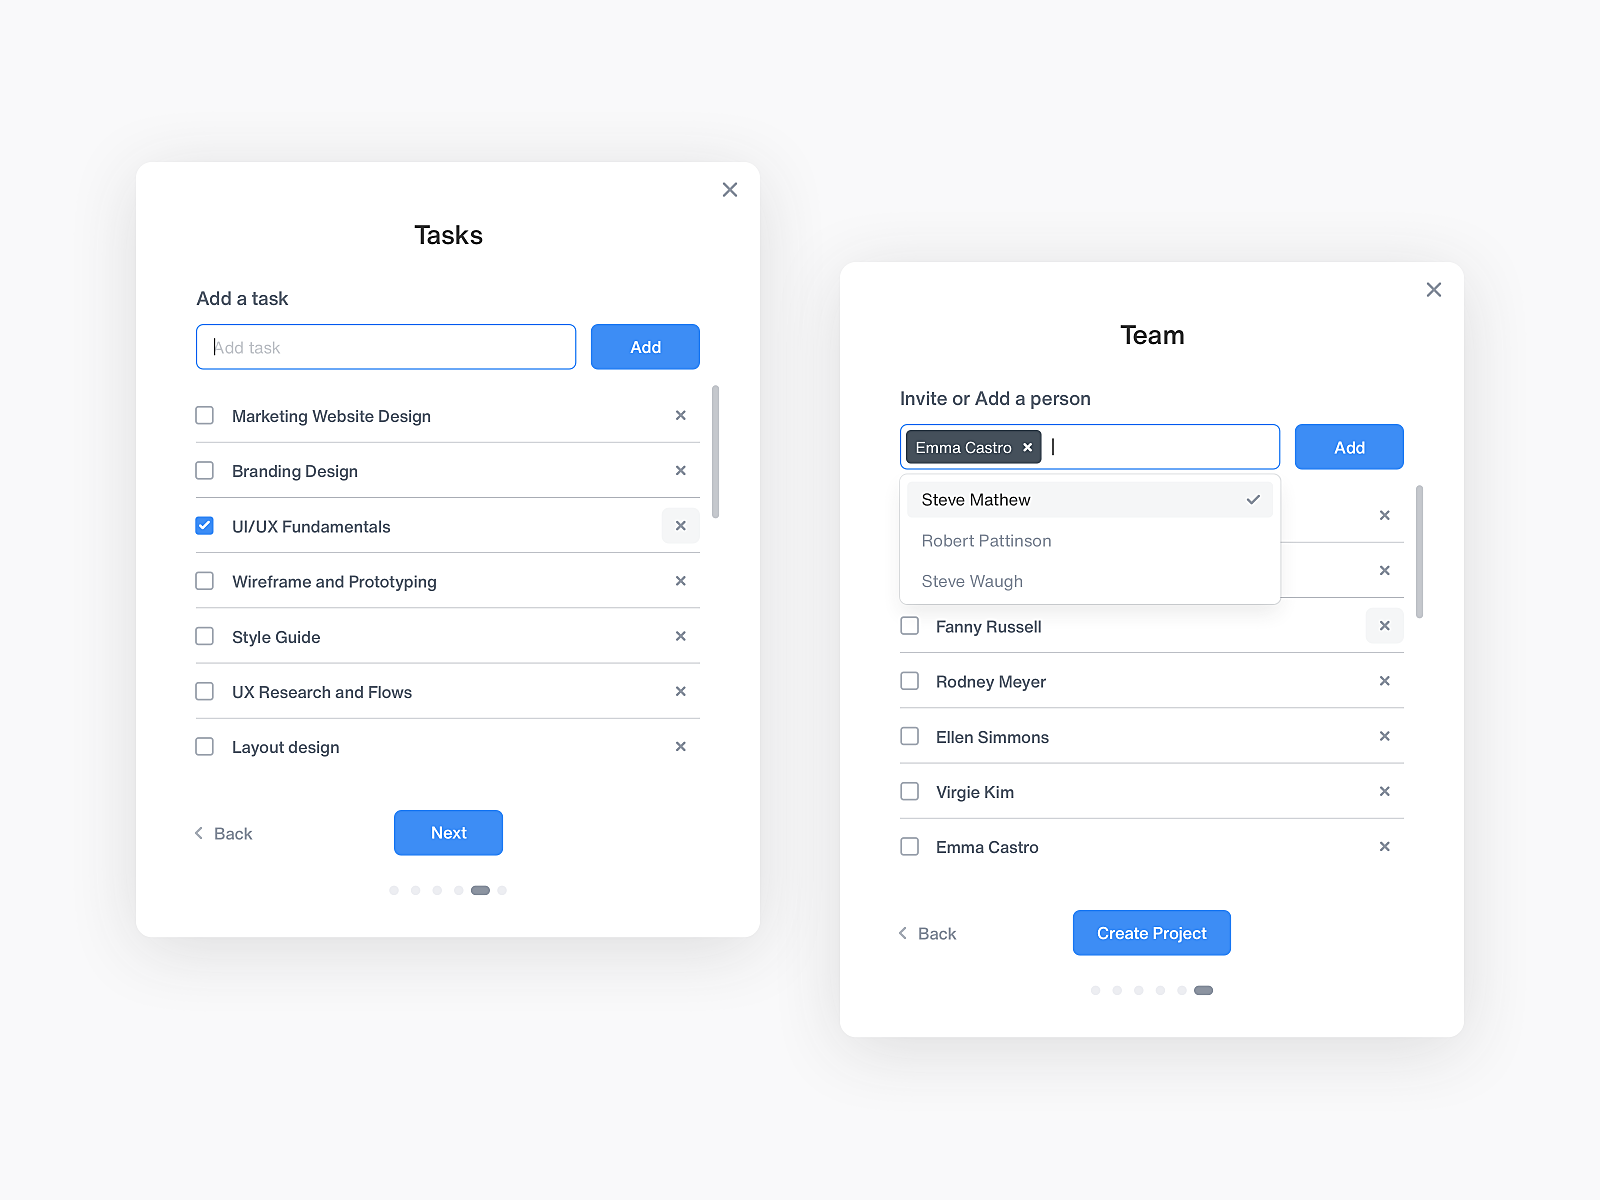 Tasks
Add a task
Add task
Add
Marketing Website Design
Branding Design
UI/UX Fundamentals
Wireframe and Prototyping
Style Guide
UX Research and Flows
Layout design
Back
Next
Team
Invite or Add a person
Emma Castro
Add
Steve Mathew
Robert Pattinson
Steve Waugh
Fanny Russell
Rodney Meyer
Ellen Simmons
Virgie Kim
Emma Castro
Back
Create Project